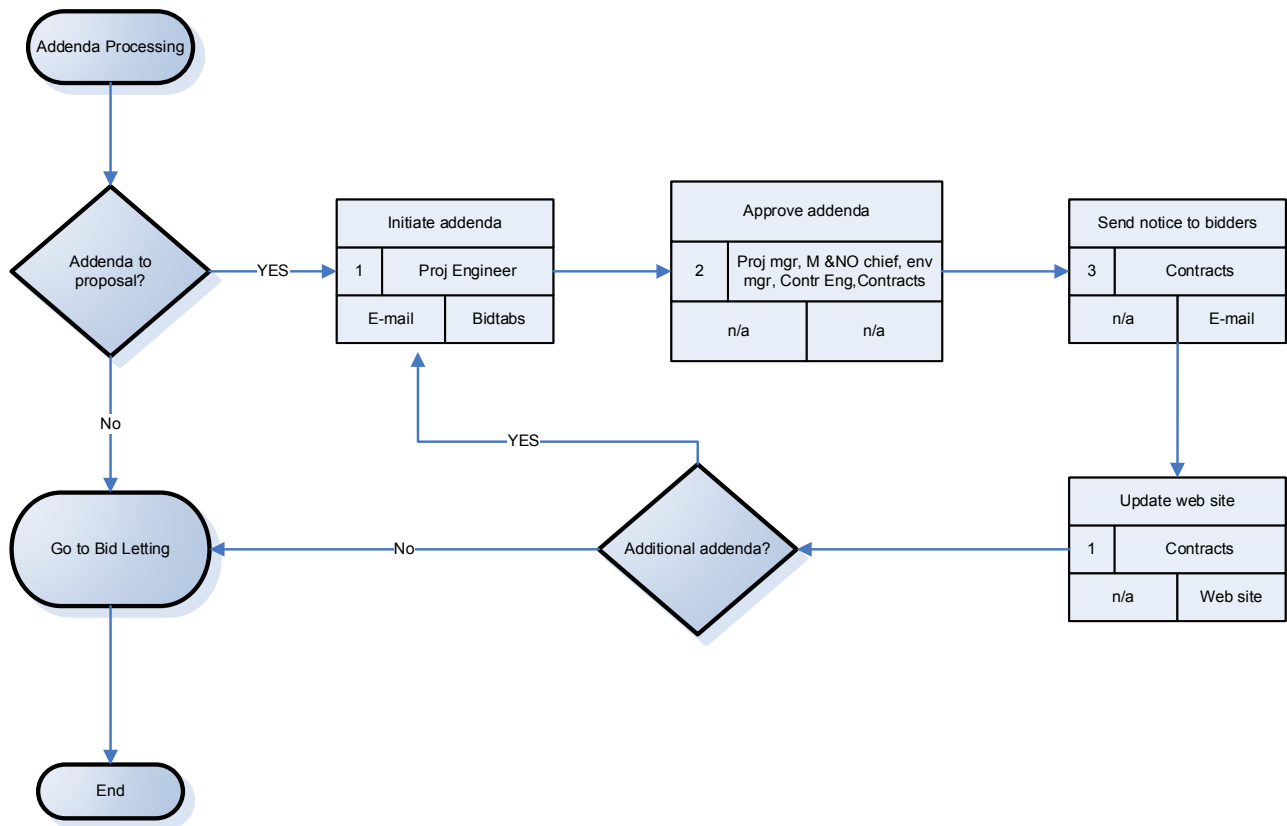 Addenda Processing
Addenda to
proposal?
YES
Initiate addenda
1
Proj Engineer
E-mail
Bidtabs
Approve addenda
2
Proj mgr, M &NO chief, env
mgr, Contr Eng,Contracts
n/a
n/a
Send notice to bidders
3
Contracts
n/a
E-mail
No
YES
Go to Bid Letting
No
Additional addenda?
Update web site
1
Contracts
n/a
Web site
End